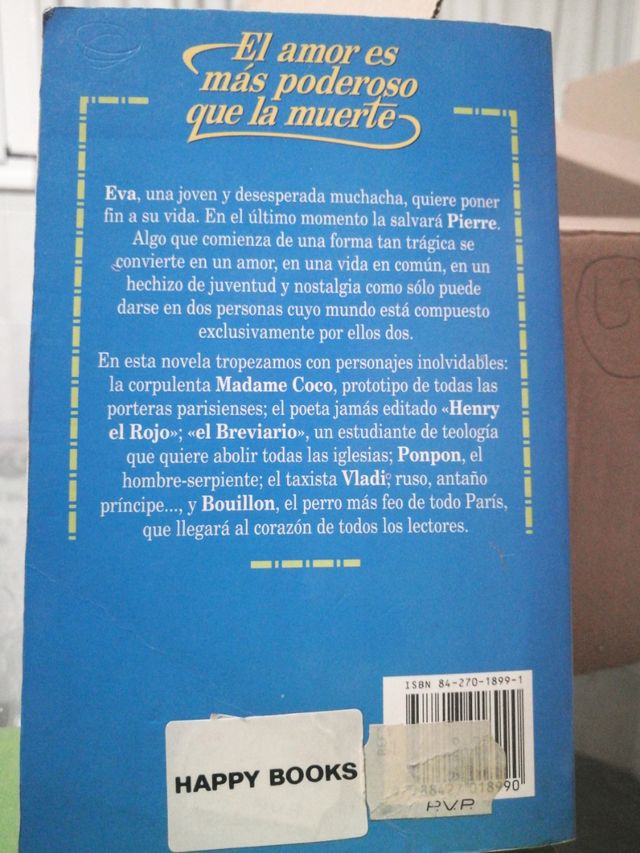 El amor es
más poderoso
que la muerte
Eva, una joven y desesperada muchacha, quiere poner
fin a su vida. En el último momento la salvará Pierre.
Algo que comienza de una forma tan trágica se
convierte en un amor, en una vida en común, en un
hechizo de juventud y nostalgia como sólo puede
darse en dos personas cuyo mundo está compuesto
exclusivamente por ellos dos.
En esta novela tropezamos con personajes inolvidables:
la corpulenta Madame Coco, prototipo de todas las
porteras parisienses; el poeta jamás editado «Henry
el Rojo»; «el Breviario», un estudiante de teología
que quiere abolir todas las iglesias; Ponpon, el
hombre-serpiente; el taxista Vladi, ruso, antaño
príncipe..., y Bouillon, el perro más feo de todo París,
que llegará al corazón de todos los lectores.
ISBN 84-270-1899-1
HAPPY BOOKS
788427 018990
P.V.P.